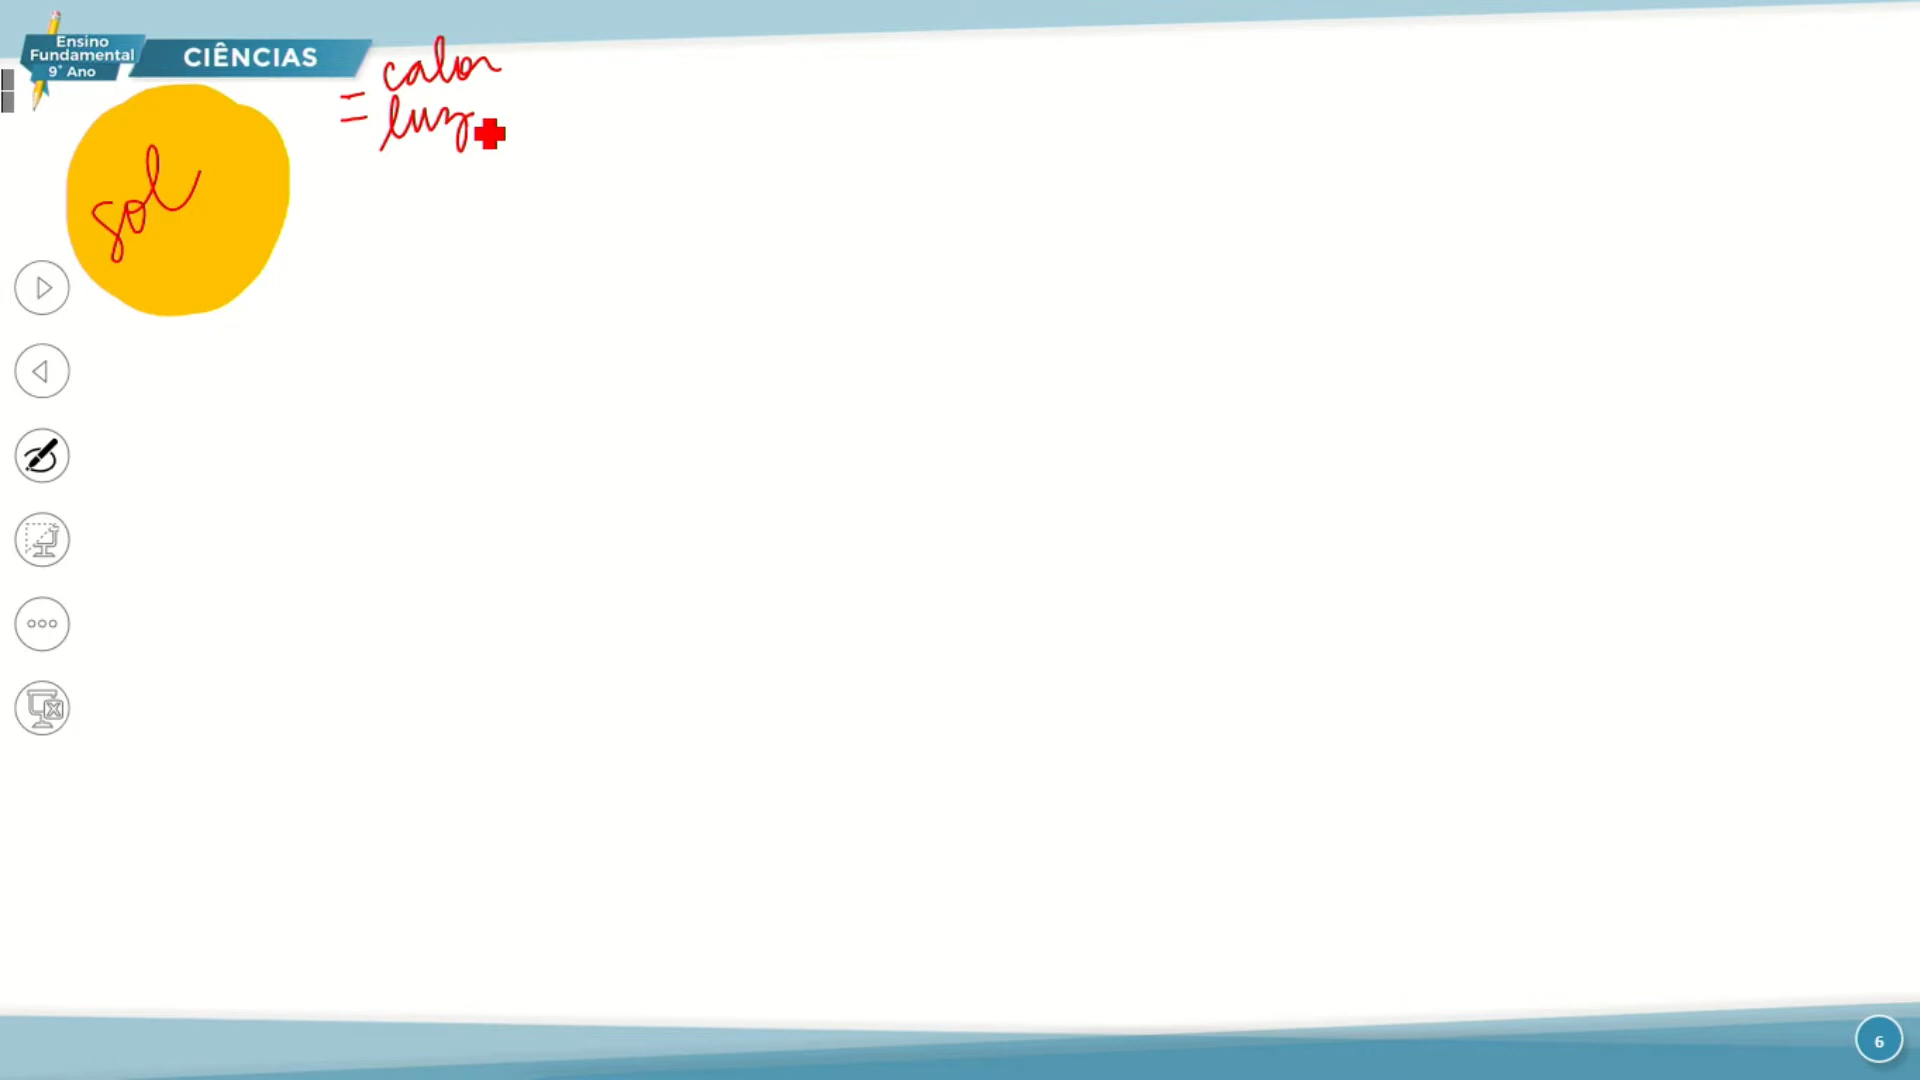 Ensino
Fundamental
9° Ano
CIÊNCIAS
= calor
luz
sol
6